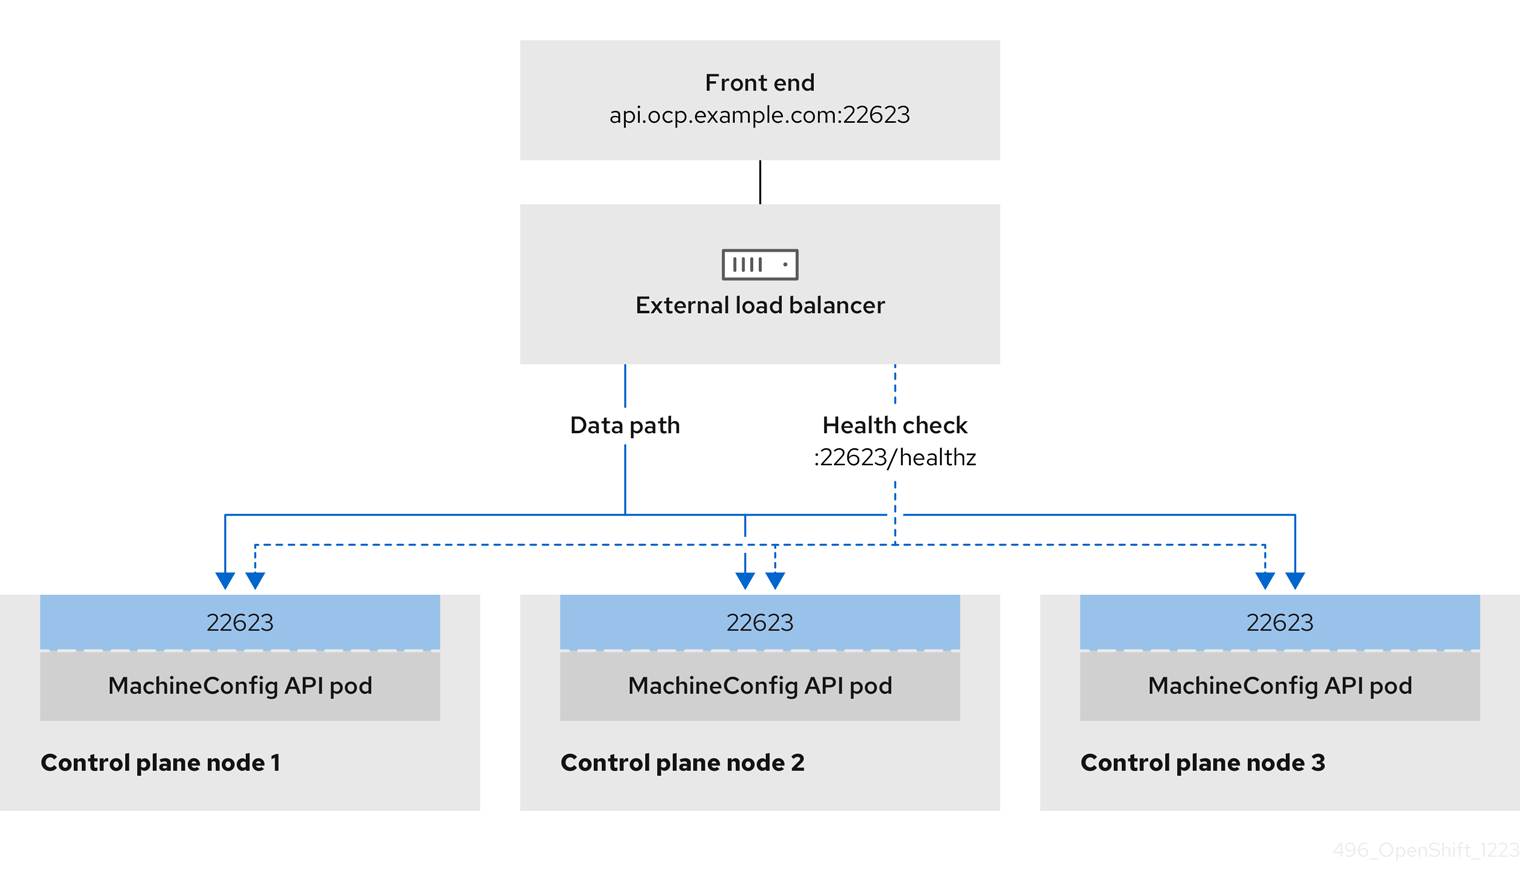 Front end
api.ocp.example.com:22623
External load balancer
Data path
Health check
:22623/healthz
22623
MachineConfig API pod
Control plane node 1
22623
MachineConfig API pod
Control plane node 2
22623
MachineConfig API pod
Control plane node 3
496_OpenShift_1223